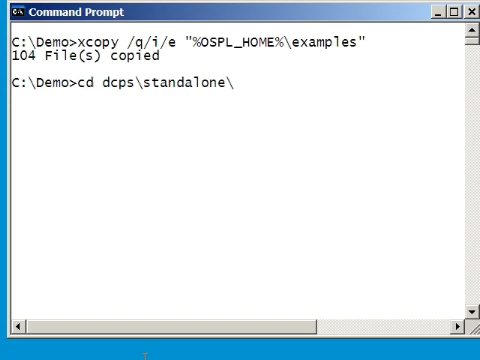 Command Prompt
C:\Demo>xcopy /q/i/e "%OSPL_HOME%\examples"
104 File(s) copied
C:\Demo>cd dcps\standalone\